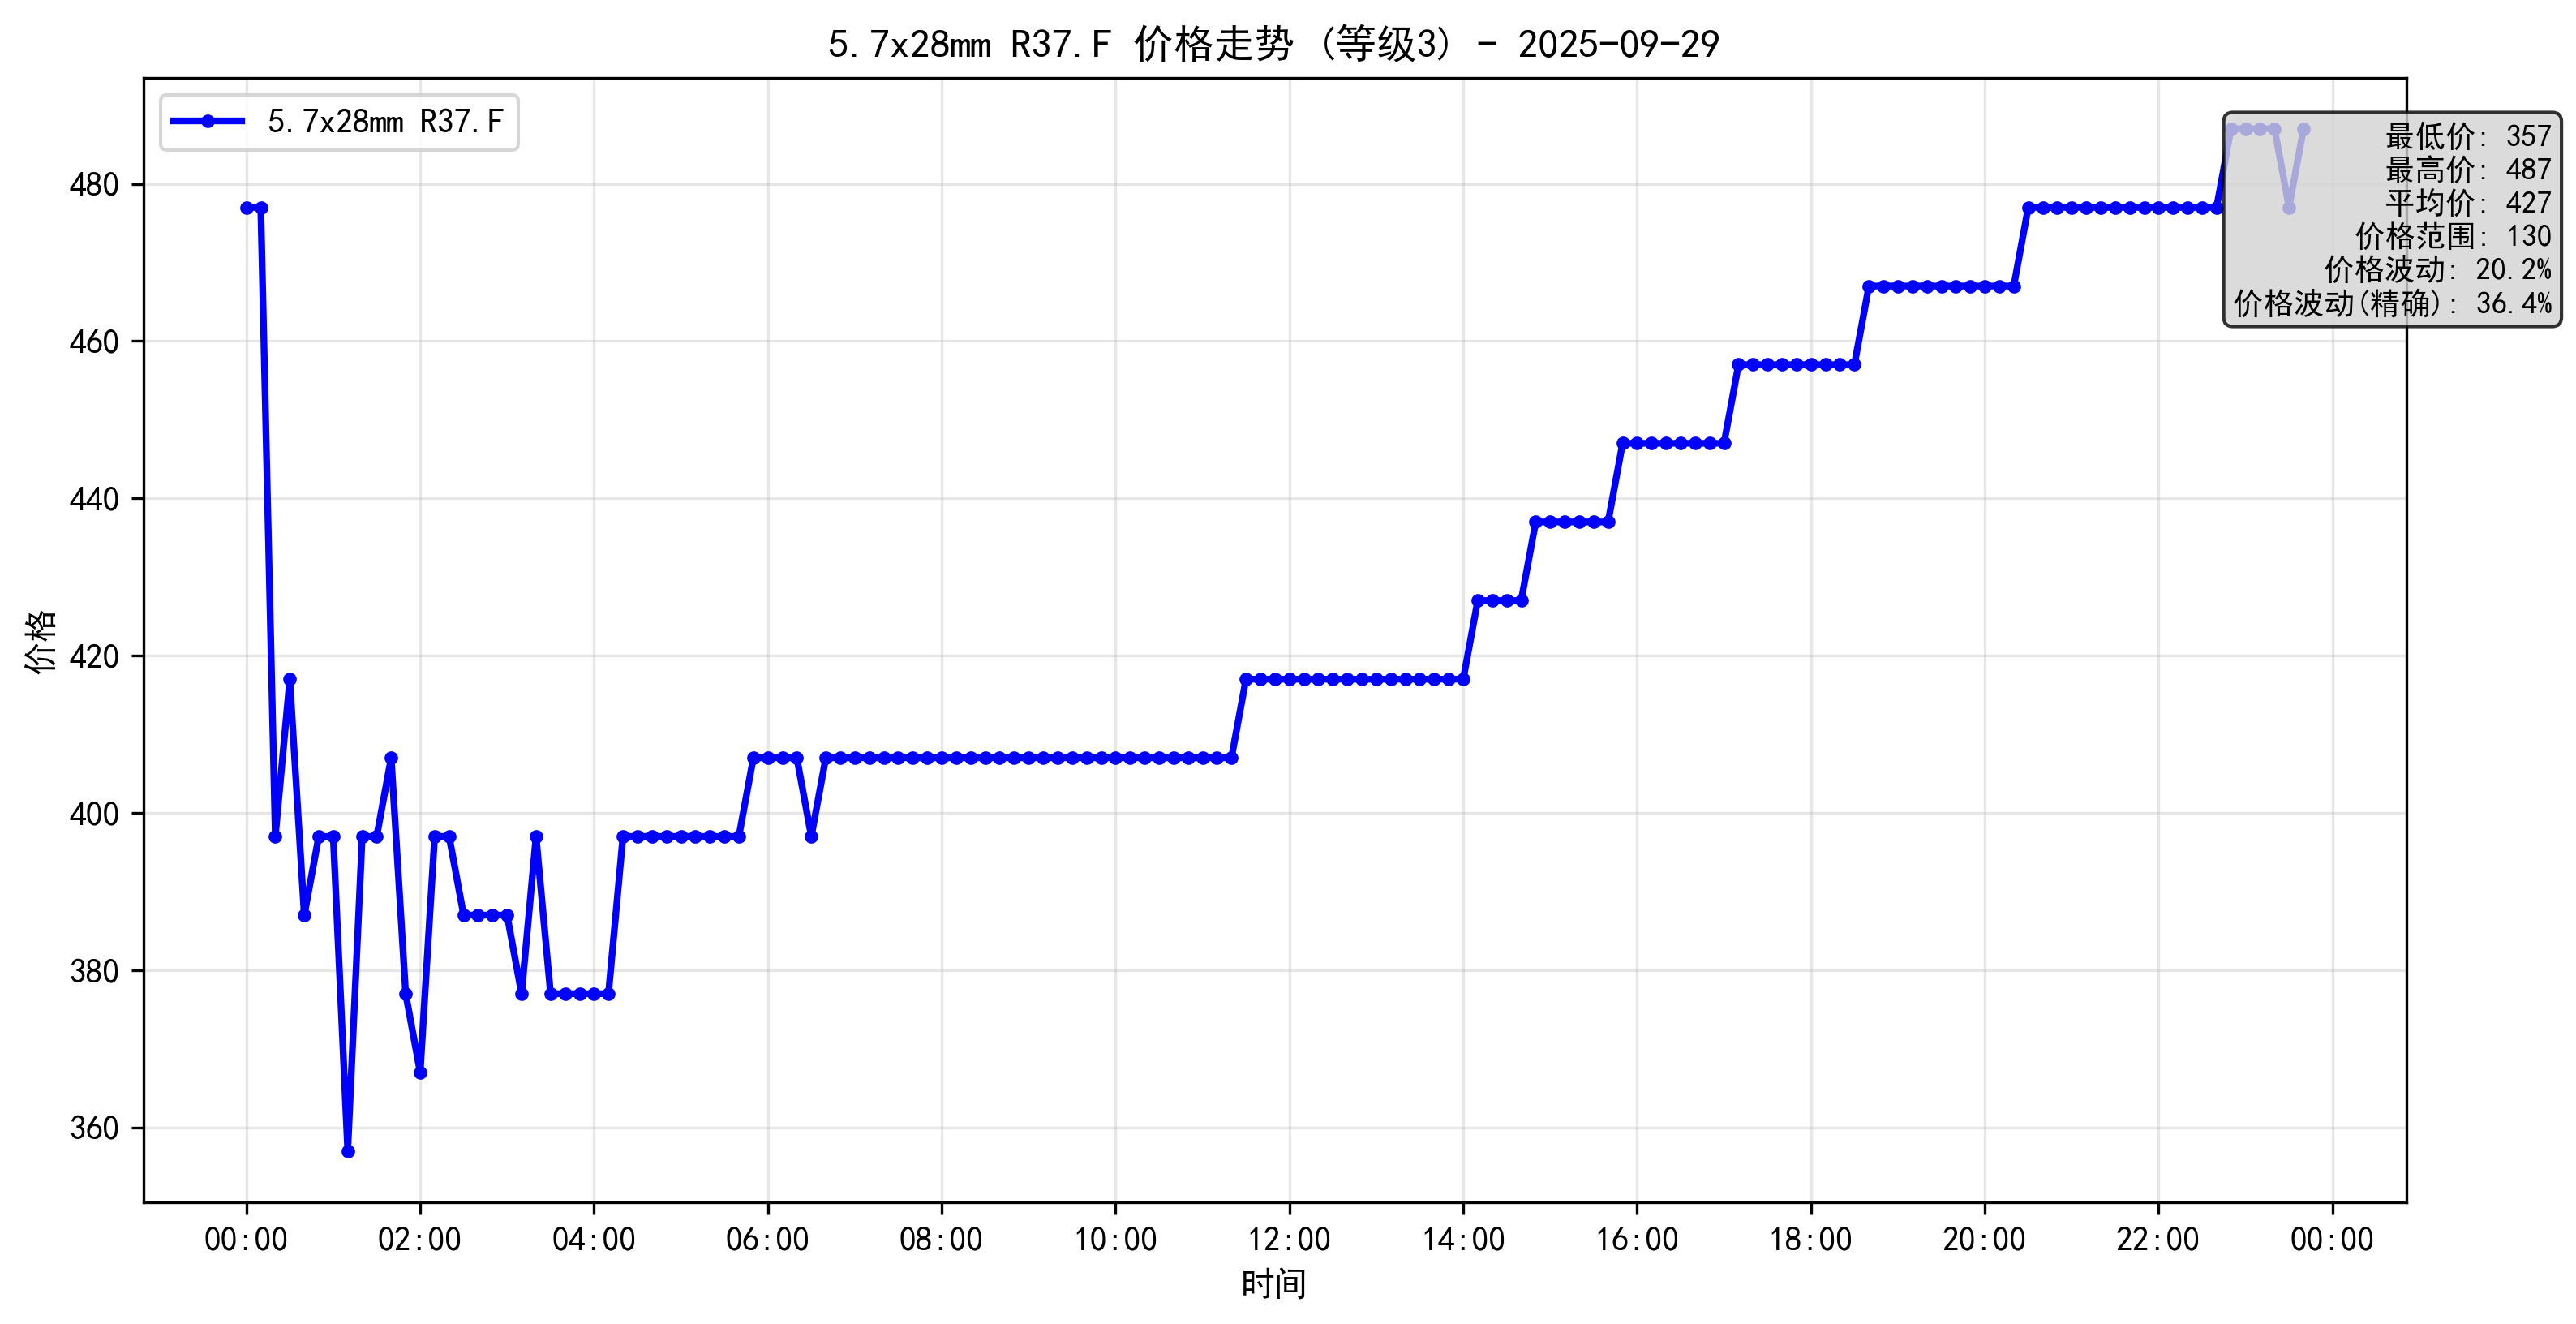 5.7x28mm R37.F 价格走势 (等级3) - 2025-09-29
5.7x28mm R37.F
最低价: 357
最高价: 487
平均价: 427
价格范围: 130
价格波动: 20.2%
价格波动(精确): 36.4%
价格
480
460
440
420
400
380
360
00:00 02:00 04:00 06:00 08:00 10:00 12:00 14:00 16:00 18:00 20:00 22:00 00:00
时间